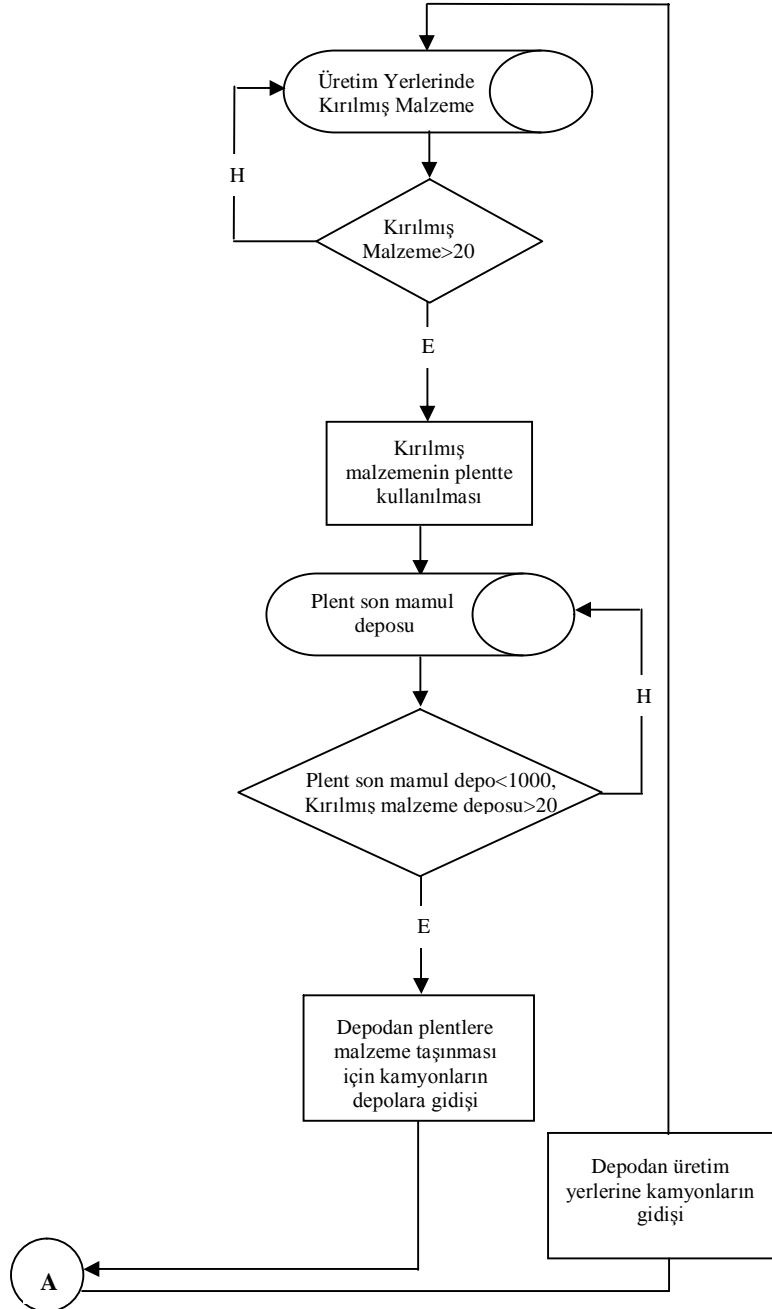 Üretim Yerlerinde
Kırılmış Malzeme
H
Kırılmış
Malzeme>20
E
Kırılmış
malzemenin plentte
kullanılması
Plent son mamul
deposu
H
Plent son mamul depo<1000,
Kırılmış malzeme deposu>20
E
Depodan plentlere
malzeme taşınması
için kamyonların
depolara gidişi
Depodan üretim
yerlerine kamyonların
gidişi
A